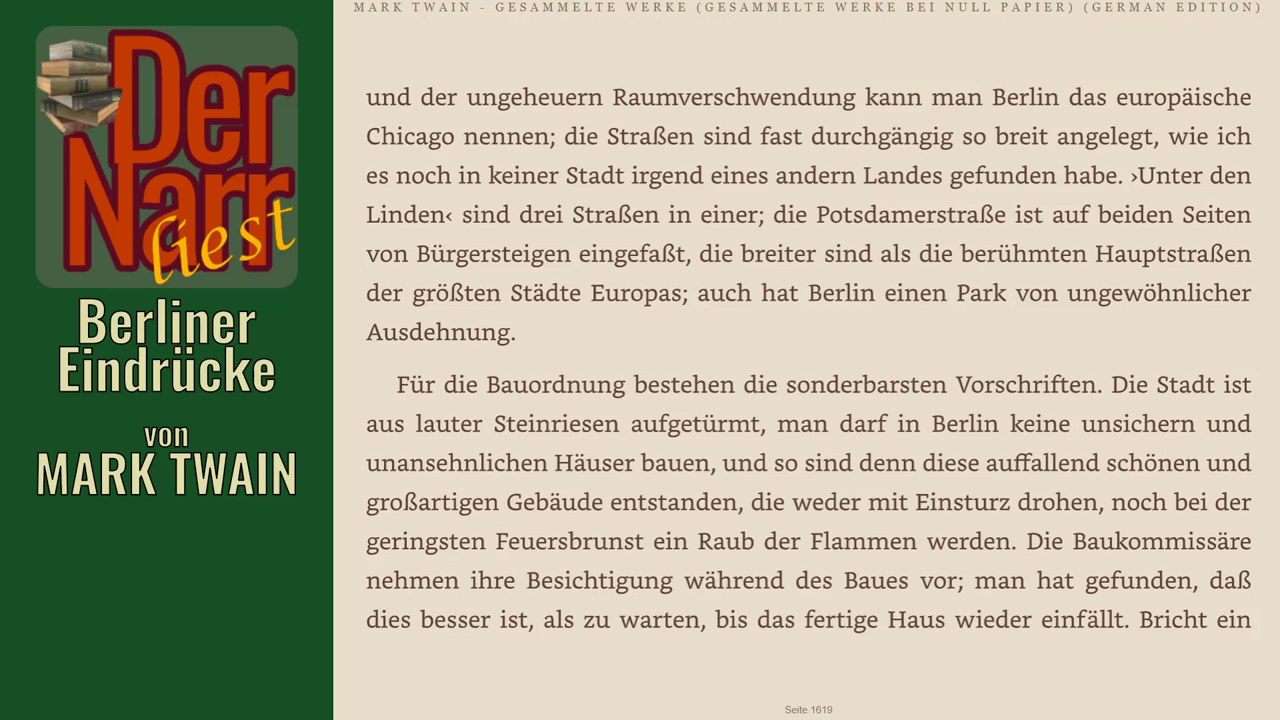 MARK TWAIN - GESAMMELTE WERKE (GESAMMELTE WERKE BEI NULL PAPIER) (GERMAN EDITION)
Der
Narr
liest
Berliner
Eindrücke
von
MARK TWAIN
und der ungeheuern Raumverschwendung kann man Berlin das europäische
Chicago nennen; die Straßen sind fast durchgängig so breit angelegt, wie ich
es noch in keiner Stadt irgend eines andern Landes gefunden habe. ›Unter den
Linden‹ sind drei Straßen in einer; die Potsdamerstraße ist auf beiden Seiten
von Bürgersteigen eingefaßt, die breiter sind als die berühmten Hauptstraßen
der größten Städte Europas; auch hat Berlin einen Park von ungewöhnlicher
Ausdehnung.
Für die Bauordnung bestehen die sonderbarsten Vorschriften. Die Stadt ist
aus lauter Steinriesen aufgetürmt, man darf in Berlin keine unsichern und
unansehnlichen Häuser bauen, und so sind denn diese auffallend schönen und
großartigen Gebäude entstanden, die weder mit Einsturz drohen, noch bei der
geringsten Feuersbrunst ein Raub der Flammen werden. Die Baukommissäre
nehmen ihre Besichtigung während des Baues vor; man hat gefunden, daß
dies besser ist, als zu warten, bis das fertige Haus wieder einfällt. Bricht ein
Seite 1619